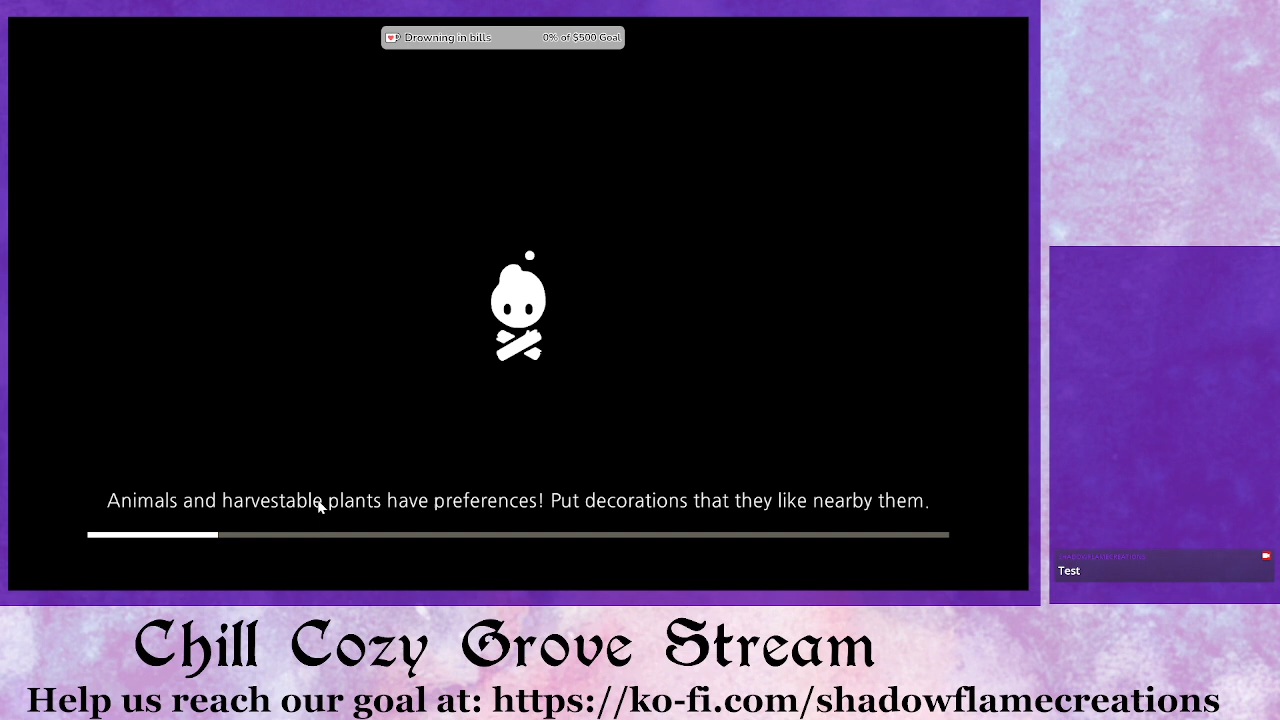 Drowning in bills 0% of $500 Goal
Animals and harvestable plants have preferences! Put decorations that they like nearby them.
SHADOWFLAMECREATIONS
Test
Chill Cozy Grove Stream
Help us reach our goal at: https://ko-fi.com/shadowflamecreations